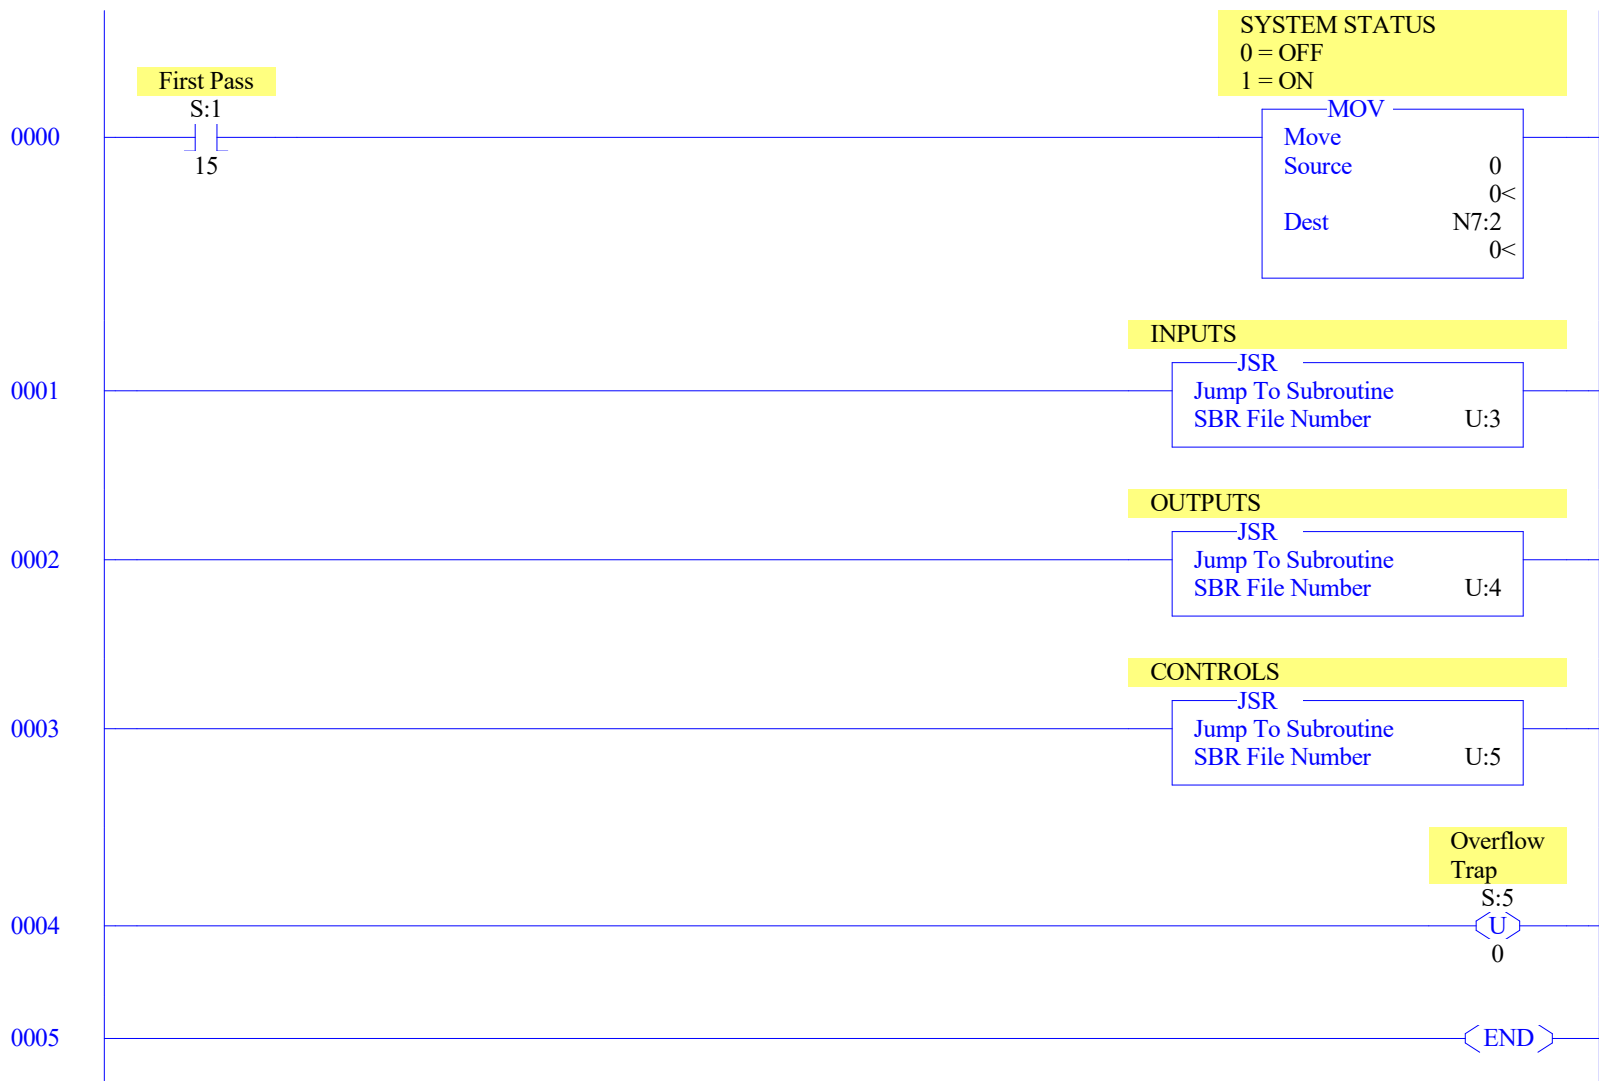 SYSTEM STATUS
0 = OFF
1 = ON
First Pass
S:1
MOV
0000
Move
15
Source 0
0<
Dest N7:2
0<
INPUTS
JSR
0001
Jump To Subroutine
SBR File Number U:3
OUTPUTS
JSR
0002
Jump To Subroutine
SBR File Number U:4
CONTROLS
JSR
0003
Jump To Subroutine
SBR File Number U:5
Overflow
Trap
S:5
0004
U
0
0005
END